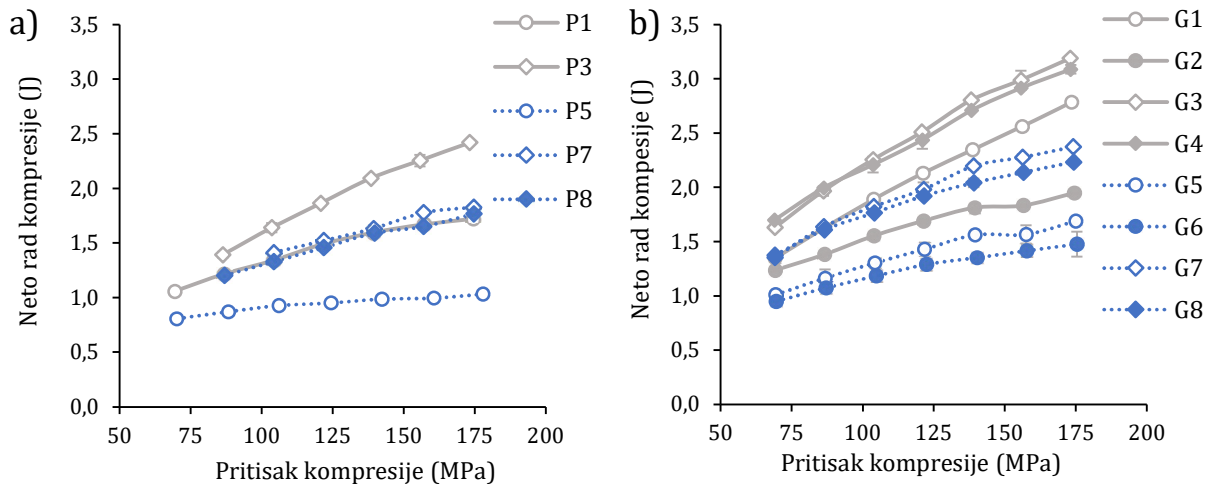 a)
Neto rad kompresije (J)
3,5
3,0
2,5
2,0
1,5
1,0
0,5
0,0
50
75
100
125
150
175
200
Pritisak kompresije (MPa)
P1
P3
P5
P7
P8
b)
Neto rad kompesije (J)
3,5
3,0
2,5
2,0
1,5
1,0
0,5
0,0
50
75
100
125
150
175
200
Pritisak kompresije (MPa)
G1
G2
G3
G4
G5
G6
G7
G8